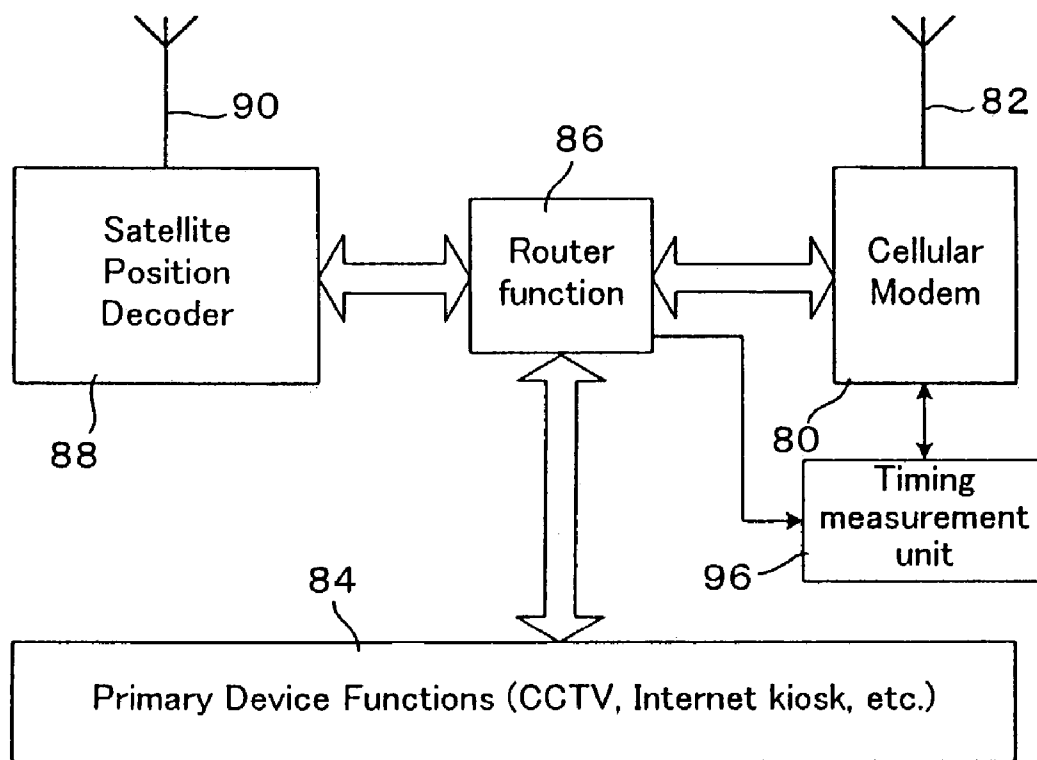 90
82
86
Satellite
Position
Decoder
Router
function
Cellular
Modem
88
80
Timing
measurement
unit
96
84
Primary Device Functions (CCTV, Internet kiosk, etc.)